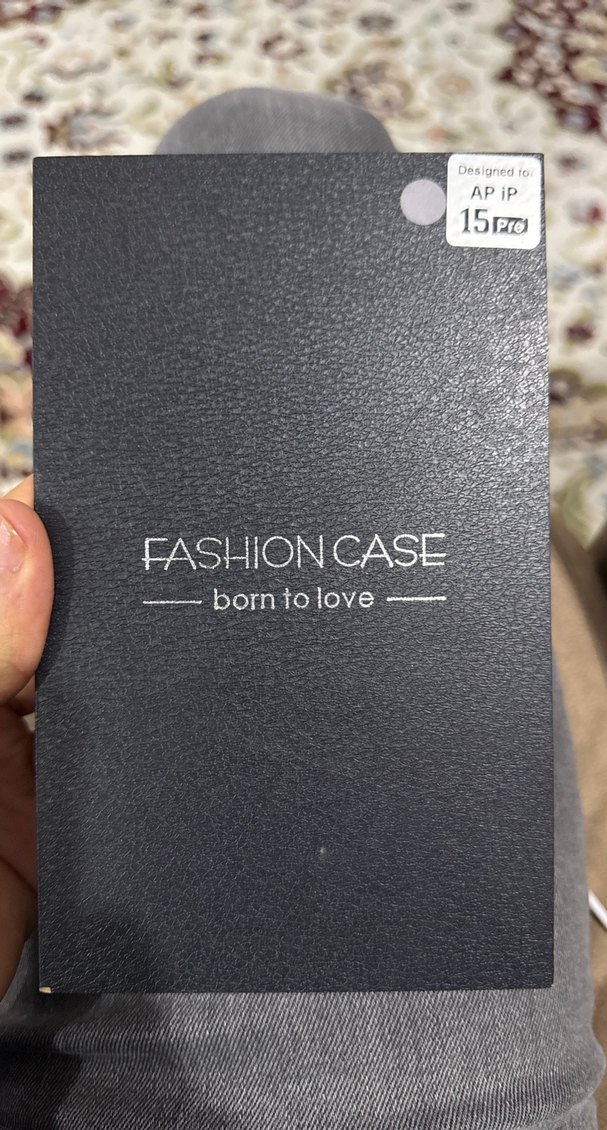 Designed for
AP iP
15 Pro
FASHION CASE
born to love